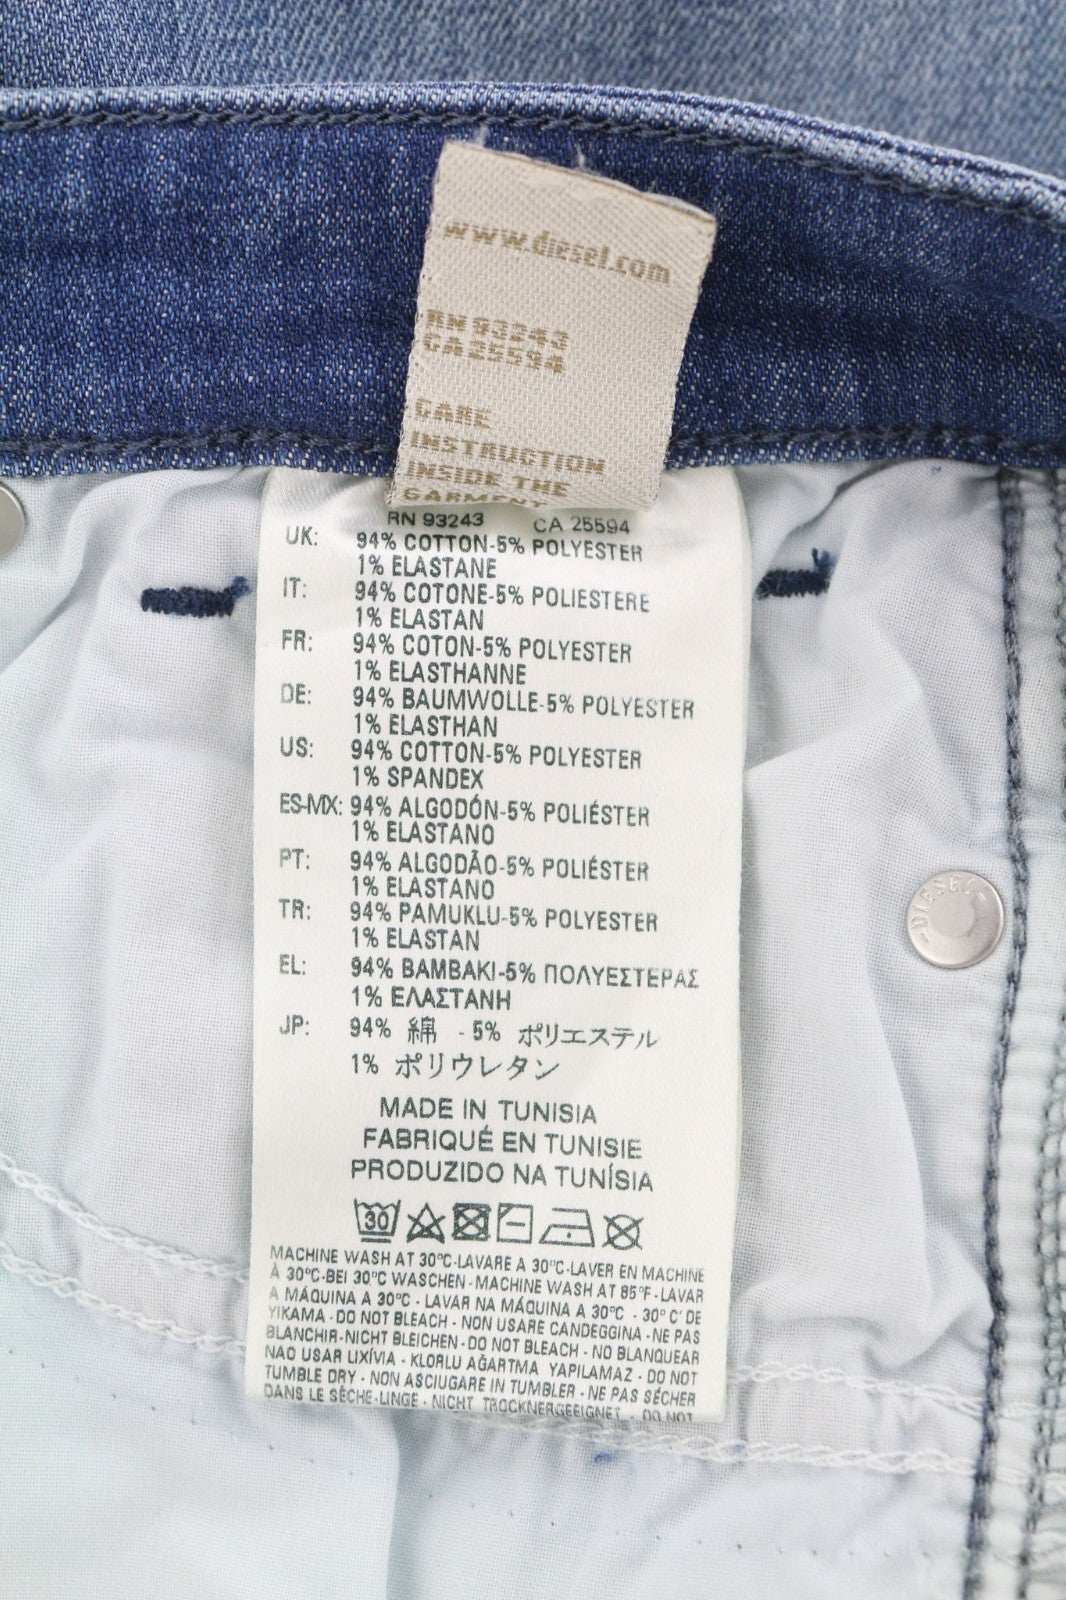 www.diesel.com
RN 93243
CA 25594
CARE
INSTRUCTION
INSIDE THE
GARMENT
RN 93243 CA 25594
UK: 94% COTTON-5% POLYESTER
1% ELASTANE
IT: 94% COTONE-5% POLIESTERE
1% ELASTAN
FR: 94% COTON-5% POLYESTER
1% ELASTHANNE
DE: 94% BAUMWOLLE-5% POLYESTER
1% ELASTHAN
US: 94% COTTON-5% POLYESTER
1% SPANDEX
ES-MX: 94% ALGODÓN-5% POLIÉSTER
1% ELASTANO
PT: 94% ALGODÃO-5% POLIÉSTER
1% ELASTANO
TR: 94% PAMUKLU-5% POLYESTER
1% ELASTAN
EL: 94% ΒΑΜΒΑΚΙ-5% ΠΟΛΥΕΣΤΕΡΑΣ
1% ΕΛΑΣΤΑΝΗ
JP: 94% 綿 - 5% ポリエステル
1% ポリウレタン
MADE IN TUNISIA
FABRIQUÉ EN TUNISIE
PRODUZIDO NA TUNÍSIA
30
MACHINE WASH AT 30°C-LAVARE A 30°C-LAVER EN MACHINE
À 30°C-BEI 30°C WASCHEN-MACHINE WASH AT 85°F-LAVAR
A MÁQUINA A 30°C - LAVAR NA MÁQUINA A 30°C - 30° C' DE
YIKAMA - DO NOT BLEACH - NON USARE CANDEGGINA - NE PAS
BLANCHIR-NICHT BLEICHEN - DO NOT BLEACH - NO BLANQUEAR
NAO USAR LIXÍVIA - KLORLU AĞARTMA YAPILAMAZ - DO NOT
TUMBLE DRY - NON ASCIUGARE IN TUMBLER - NE PAS SÉCHER
DANS LE SÈCHE-LINGE - NICHT TROCKNERGEEIGNET - DO NOT
-DIESEL-